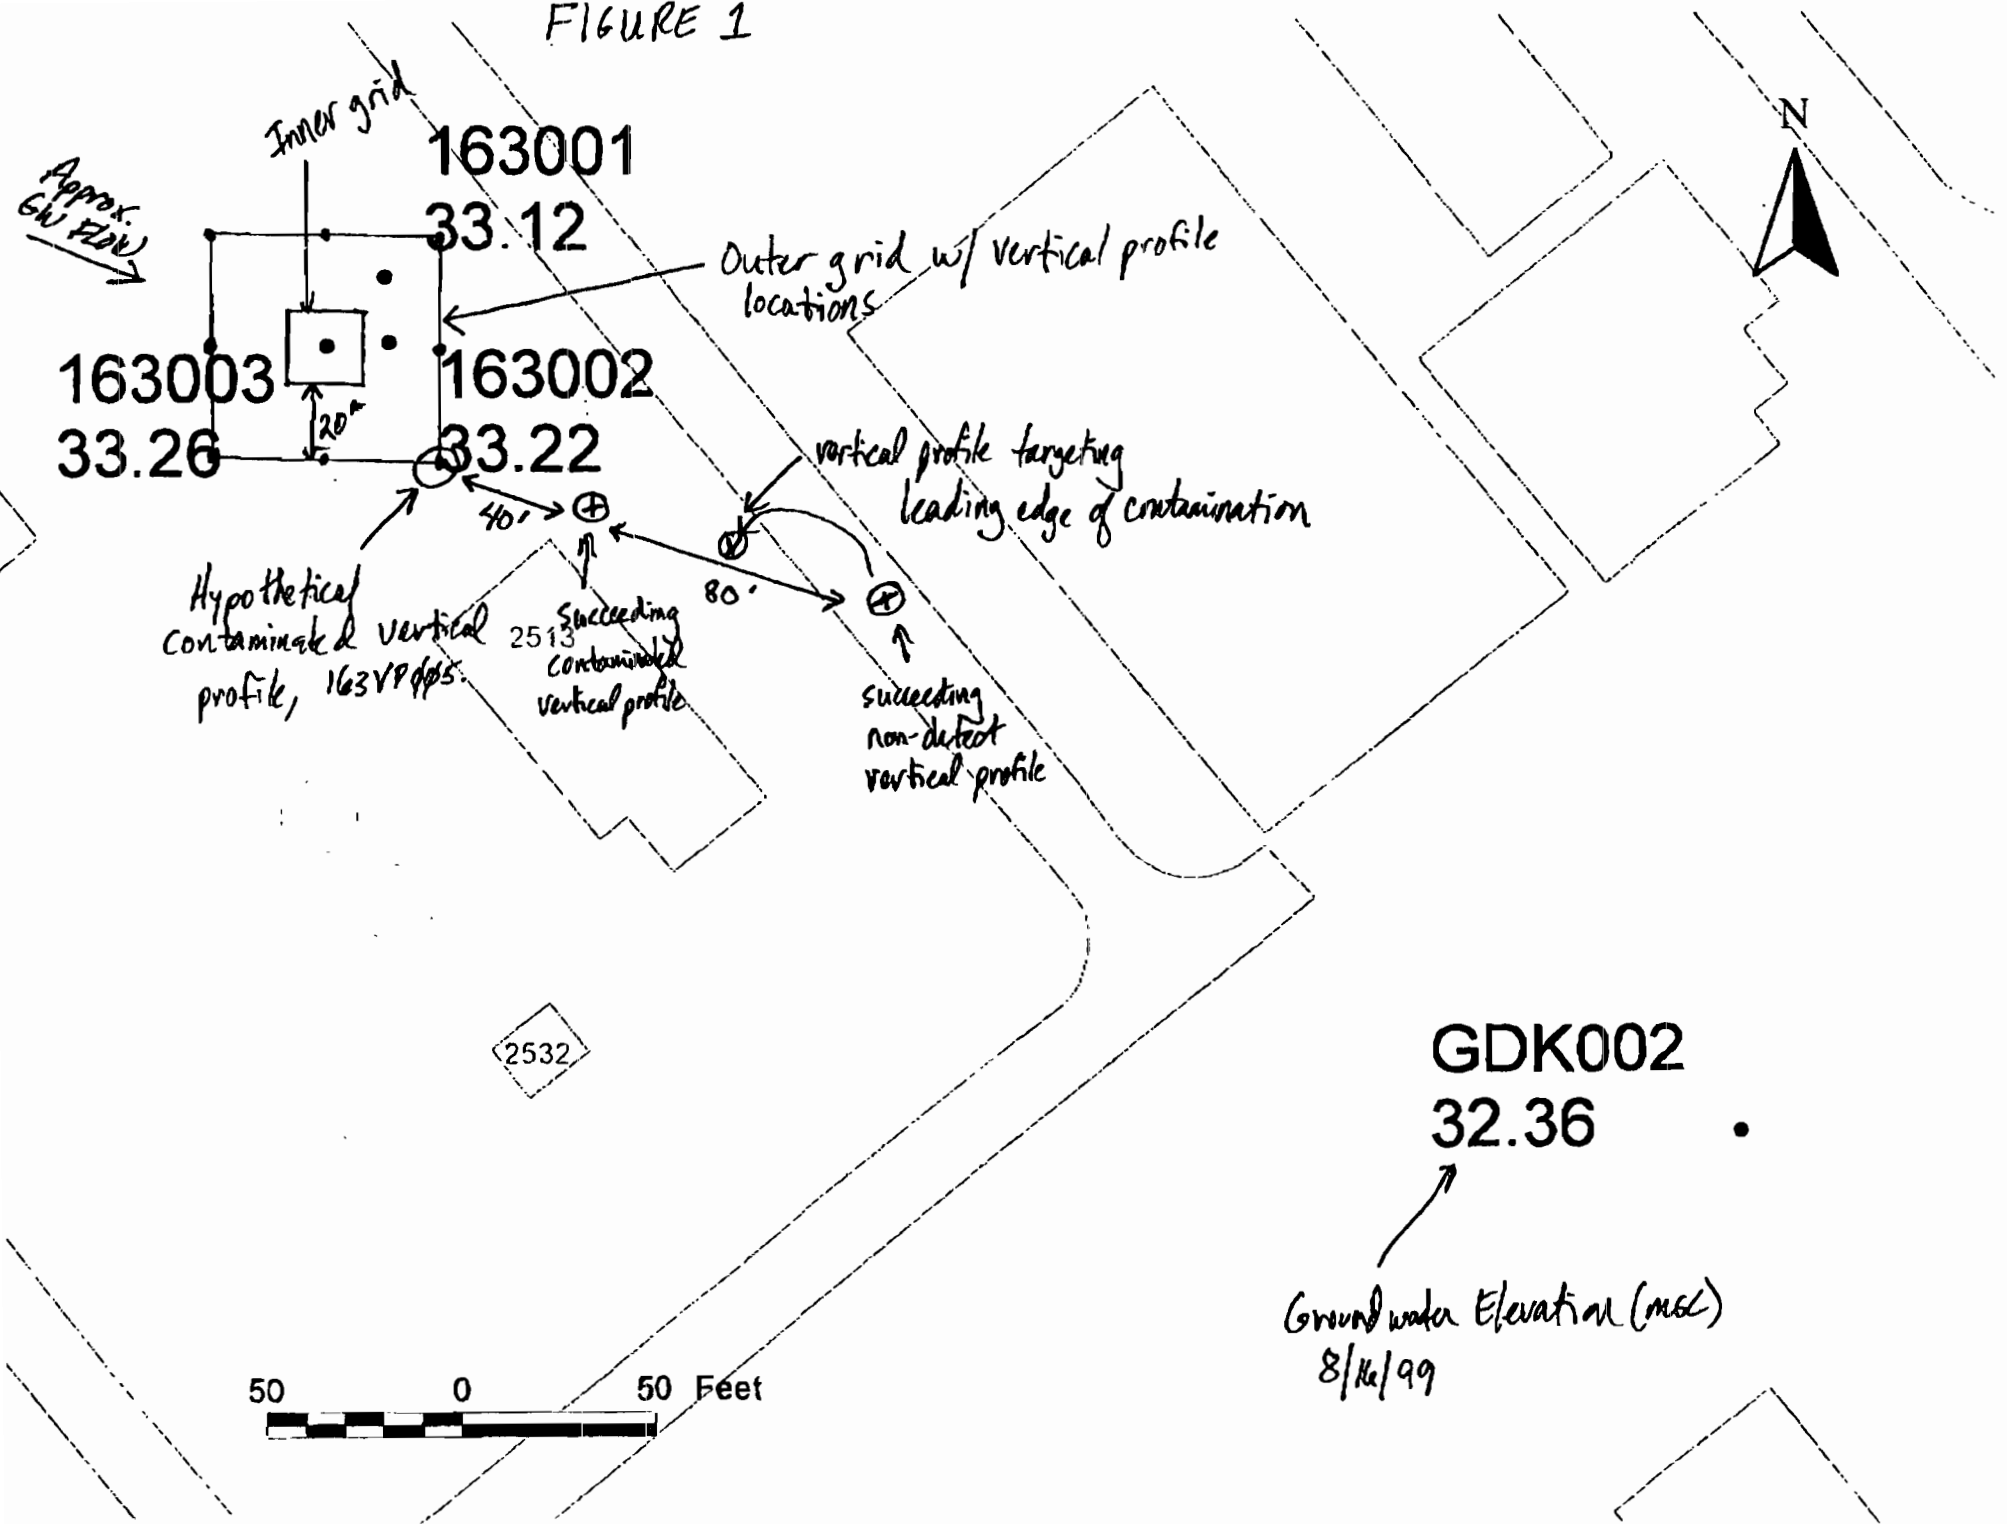 FIGURE 1
Inner grid
N
163001
33.12
Approx.
GW Flow
Outer grid w/ vertical profile
locations
163003
33.26
163002
33.22
20'
vertical profile targeting
leading edge of contamination
40'
80'
Hypothetical
contaminated vertical
profile, 163VP005.
2513
succeeding
contaminated
vertical profile
succeeding
non-detect
vertical profile
2532
GDK002
32.36
Groundwater Elevation (msl)
8/16/99
50 0 50 Feet